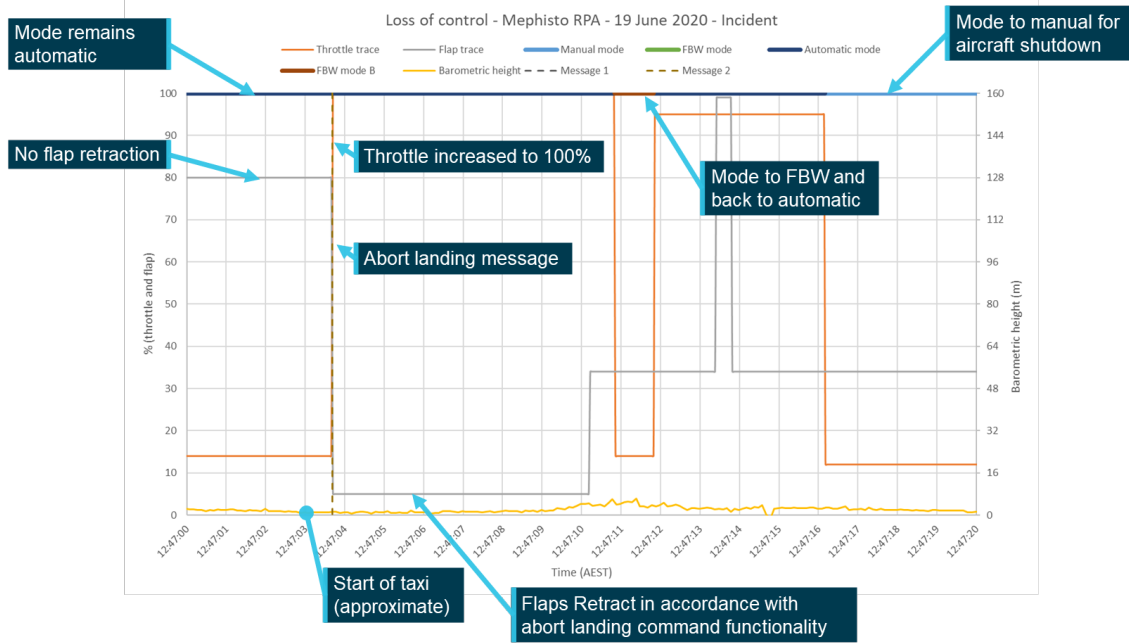 Loss of control - Mephisto RPA - 19 June 2020 - Incident
Mode remains
automatic
Mode to manual for
aircraft shutdown
Throttle trace Flap trace Manual mode FBW mode Automatic mode
FBW mode B Barometric height Message 1 Message 2
No flap retraction
Throttle increased to 100%
Mode to FBW and
back to automatic
Abort landing message
% (throttle and flap)
100
90
80
70
60
50
40
30
20
10
0
Barometric height (m)
160
144
128
112
96
80
64
48
32
16
0
12:47:00 12:47:01 12:47:02 12:47:03 12:47:04 12:47:05 12:47:06 12:47:07 12:47:08 12:47:09 12:47:10 12:47:11 12:47:12 12:47:13 12:47:14 12:47:15 12:47:16 12:47:17 12:47:18 12:47:19 12:47:20
Time (AEST)
Start of taxi
(approximate)
Flaps Retract in accordance with
abort landing command functionality